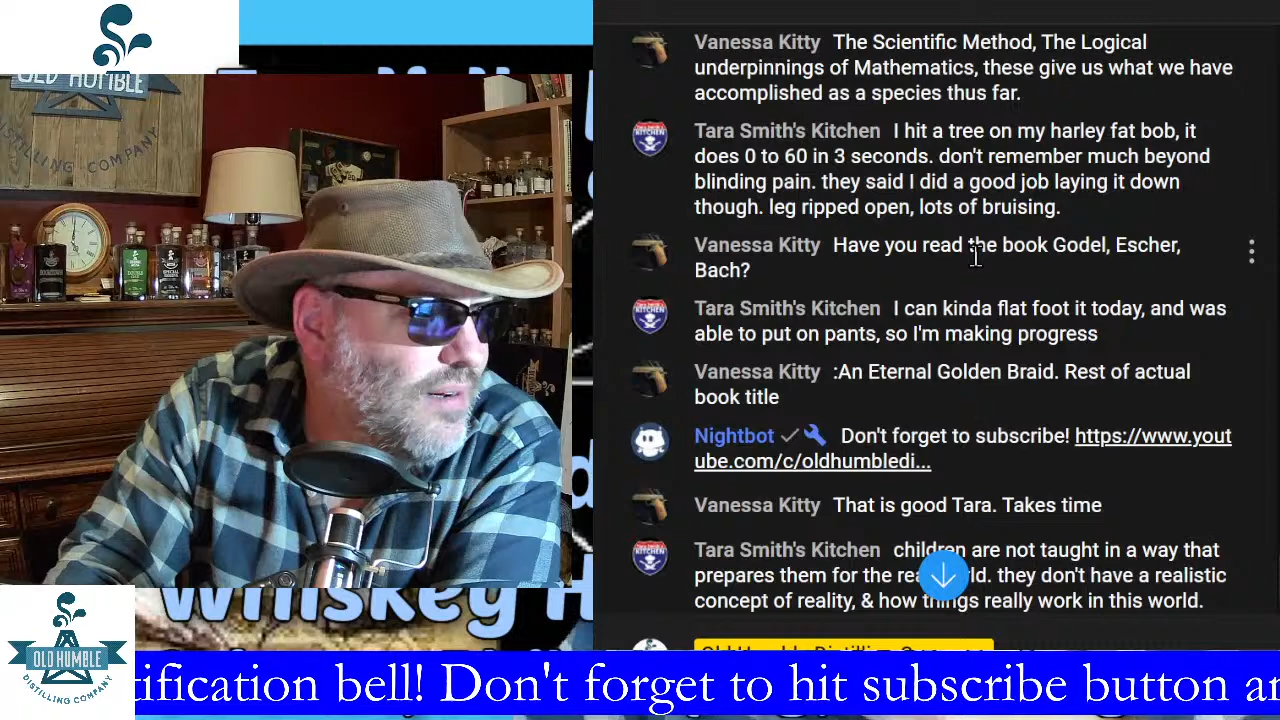 OLD HUMBLE
DISTILLING COMPANY
Vanessa Kitty The Scientific Method, The Logical
underpinnings of Mathematics, these give us what we have
accomplished as a species thus far.
Tara Smith's Kitchen I hit a tree on my harley fat bob, it
does 0 to 60 in 3 seconds. don't remember much beyond
blinding pain. they said I did a good job laying it down
though. leg ripped open, lots of bruising.
Vanessa Kitty Have you read the book Godel, Escher,
Bach?
Tara Smith's Kitchen I can kinda flat foot it today, and was
able to put on pants, so I'm making progress
Vanessa Kitty :An Eternal Golden Braid. Rest of actual
book title
Nightbot Don't forget to subscribe! https://www.yout
ube.com/c/oldhumbledi...
Vanessa Kitty That is good Tara. Takes time
Tara Smith's Kitchen children are not taught in a way that
prepares them for the real world. they don't have a realistic
concept of reality, & how things really work in this world.
Whiskey H
OLD HUMBLE
DISTILLING COMPANY
tification bell! Don't forget to hit subscribe button an